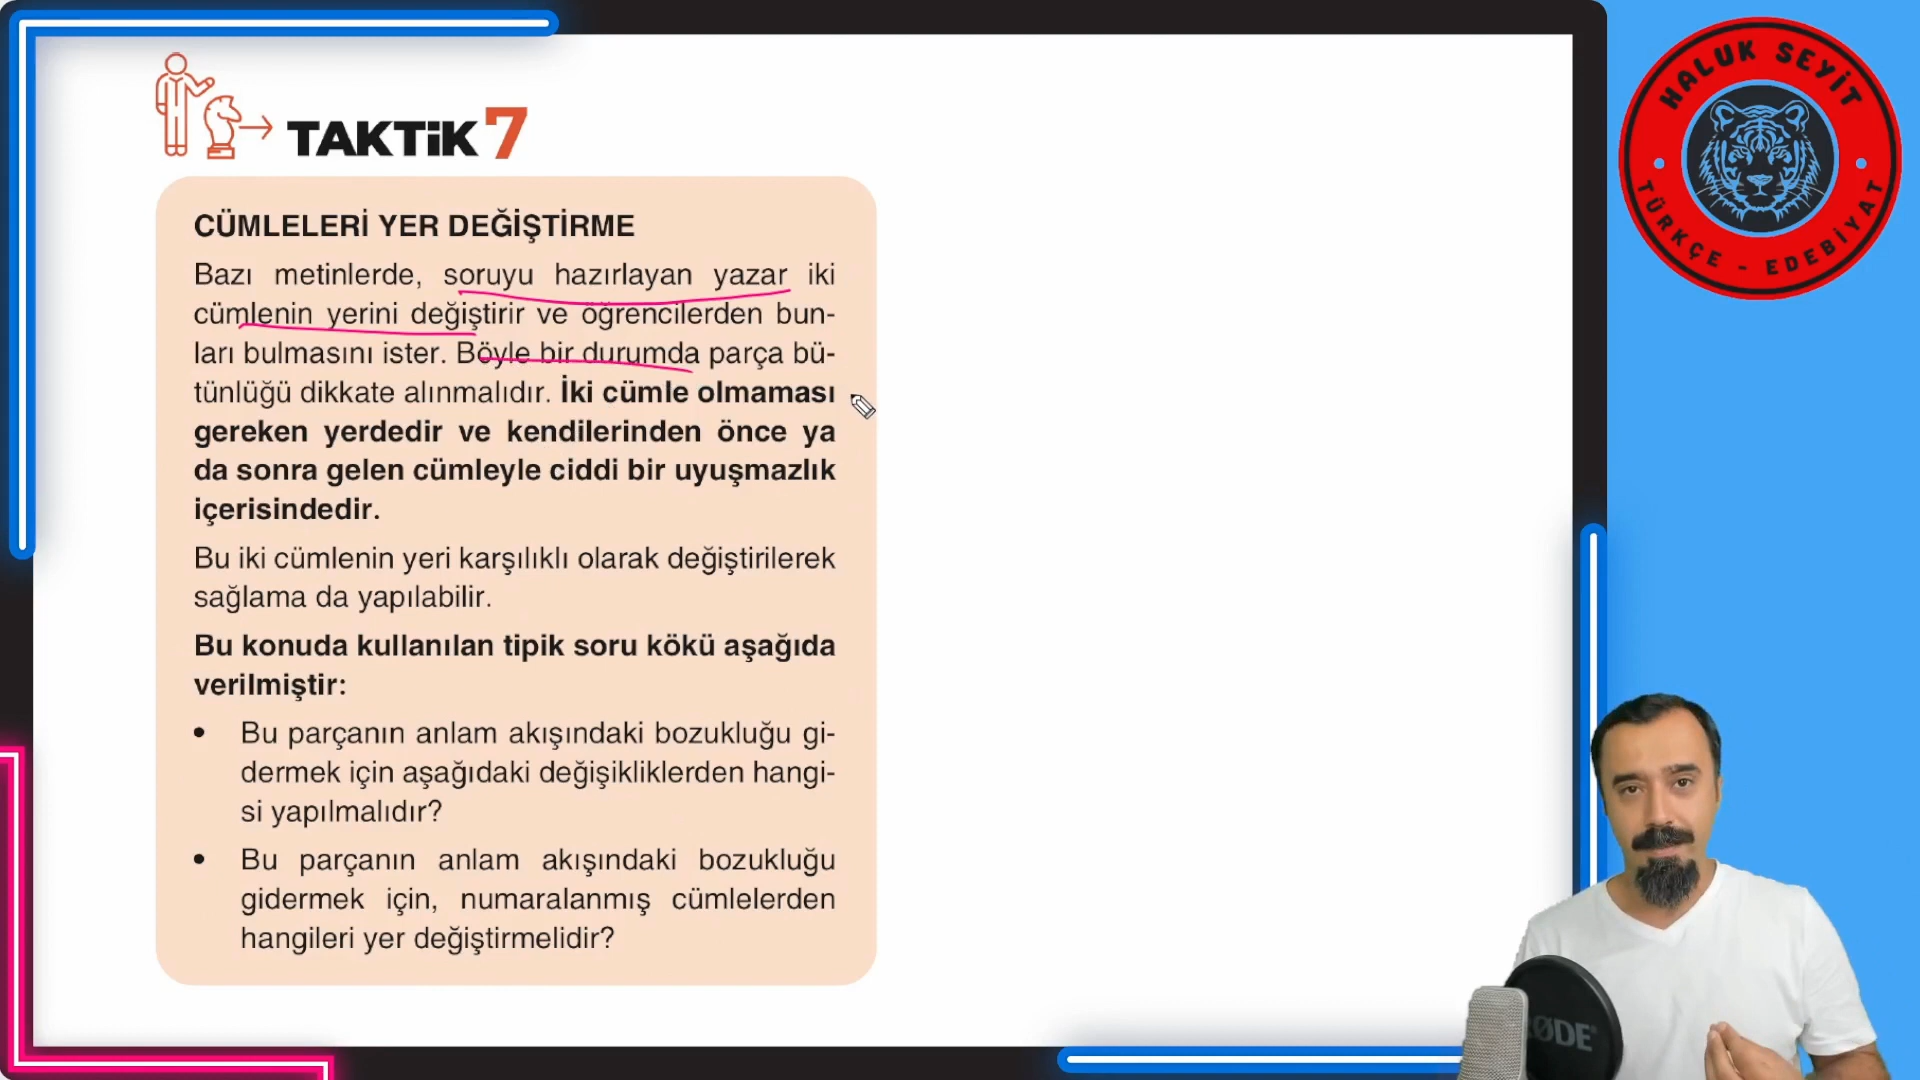 TAKTİK 7
CÜMLELERİ YER DEĞİŞTİRME
Bazı metinlerde, soruyu hazırlayan yazar iki
cümlenin yerini değiştirir ve öğrencilerden bun-
ları bulmasını ister. Böyle bir durumda parça bü-
tünlüğü dikkate alınmalıdır. İki cümle olmaması
gereken yerdedir ve kendilerinden önce ya
da sonra gelen cümleyle ciddi bir uyuşmazlık
içerisindedir.
Bu iki cümlenin yeri karşılıklı olarak değiştirilerek
sağlama da yapılabilir.
Bu konuda kullanılan tipik soru kökü aşağıda
verilmiştir:
• Bu parçanın anlam akışındaki bozukluğu gi-
dermek için aşağıdaki değişikliklerden hangi-
si yapılmalıdır?
• Bu parçanın anlam akışındaki bozukluğu
gidermek için, numaralanmış cümlelerden
hangileri yer değiştirmelidir?
HALUK SEYİT
TÜRKÇE - EDEBİYAT
RØDE